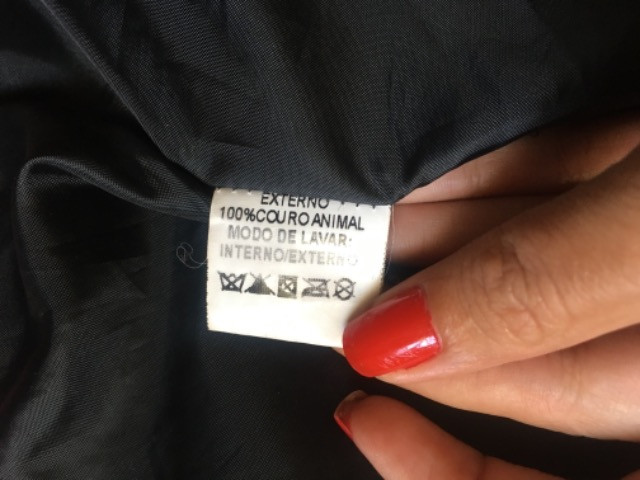 EXTERNO
100%COURO ANIMAL
MODO DE LAVAR:
INTERNO/EXTERNO